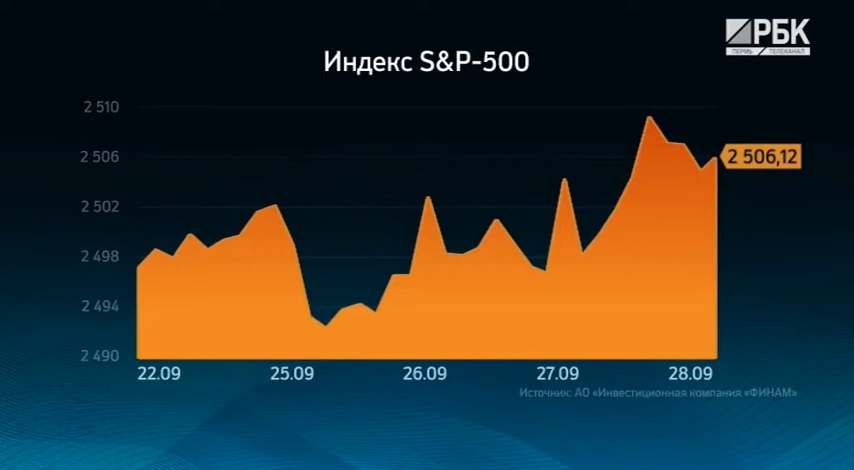 РБК
ПЕРМЬ ТЕЛЕКАНАЛ
Индекс S&P-500
2 510
2 506
2 506,12
2 502
2 498
2 494
2 490
22.09 25.09 26.09 27.09 28.09
Источник: АО «Инвестиционная компания «ФИНАМ»